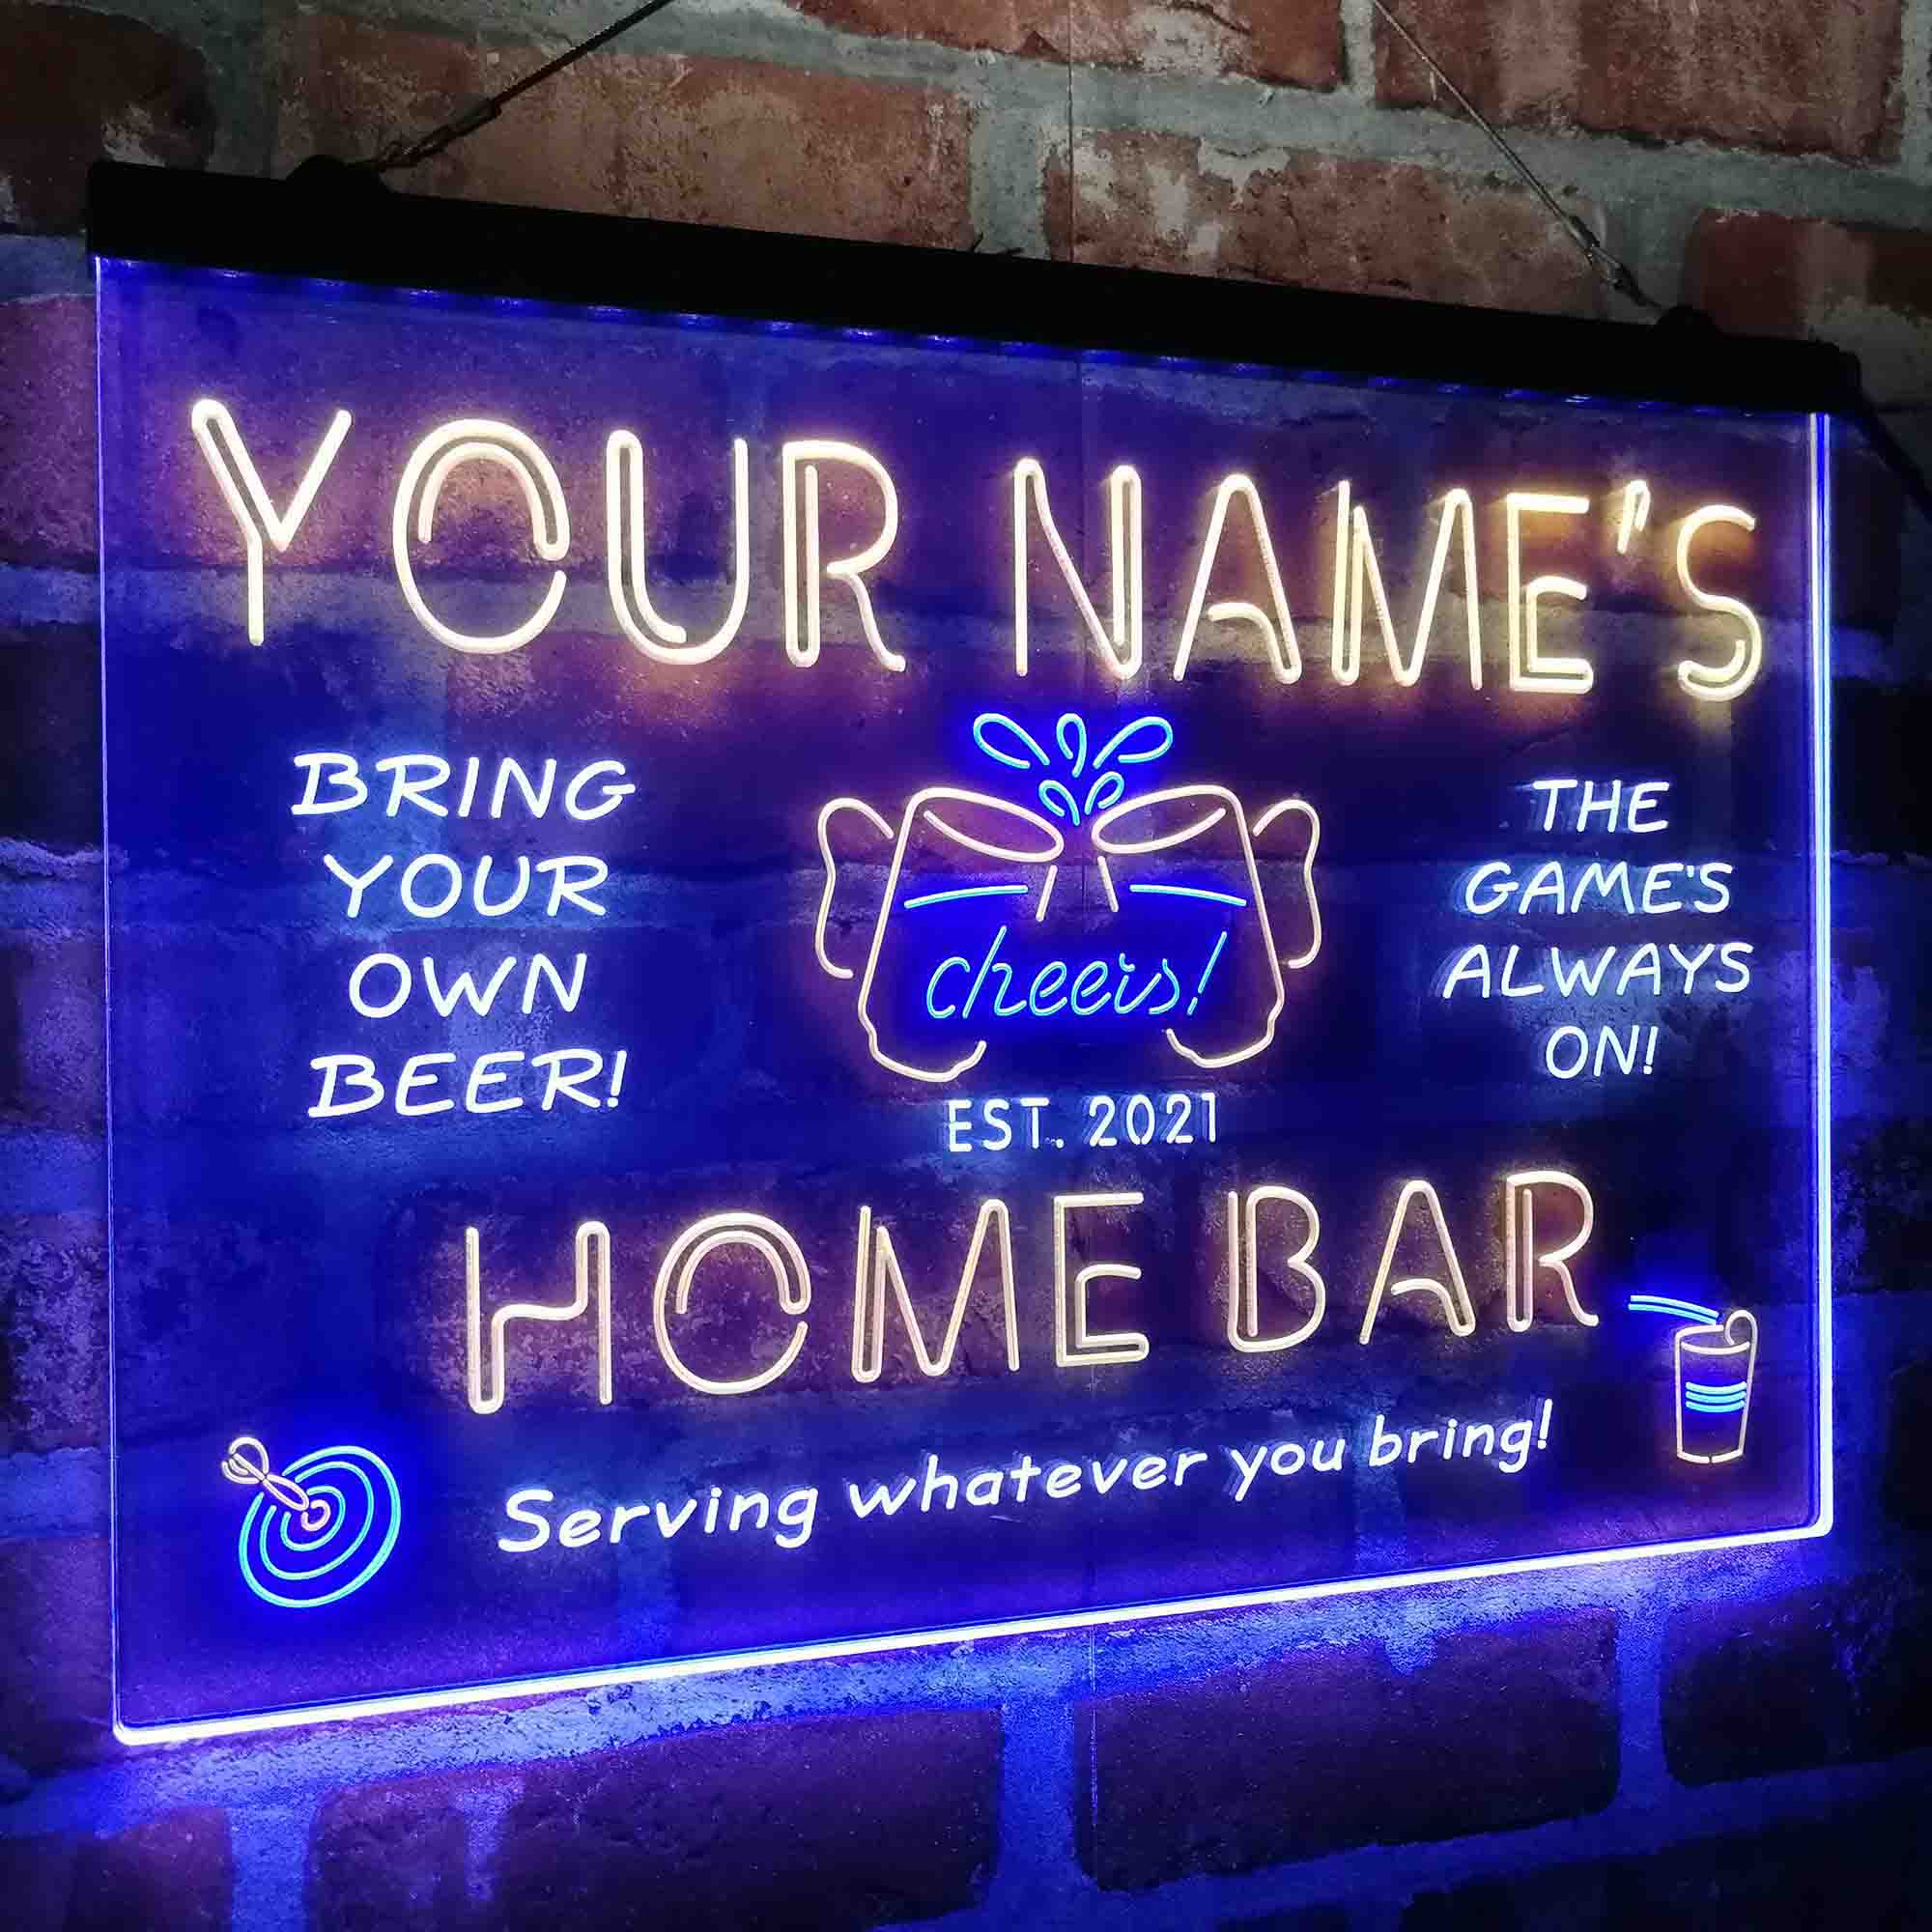 YOUR NAME'S
BRING
YOUR
OWN
BEER!
cheers!
EST. 2021
THE
GAME'S
ALWAYS
ON!
HOME BAR
Serving whatever you bring!